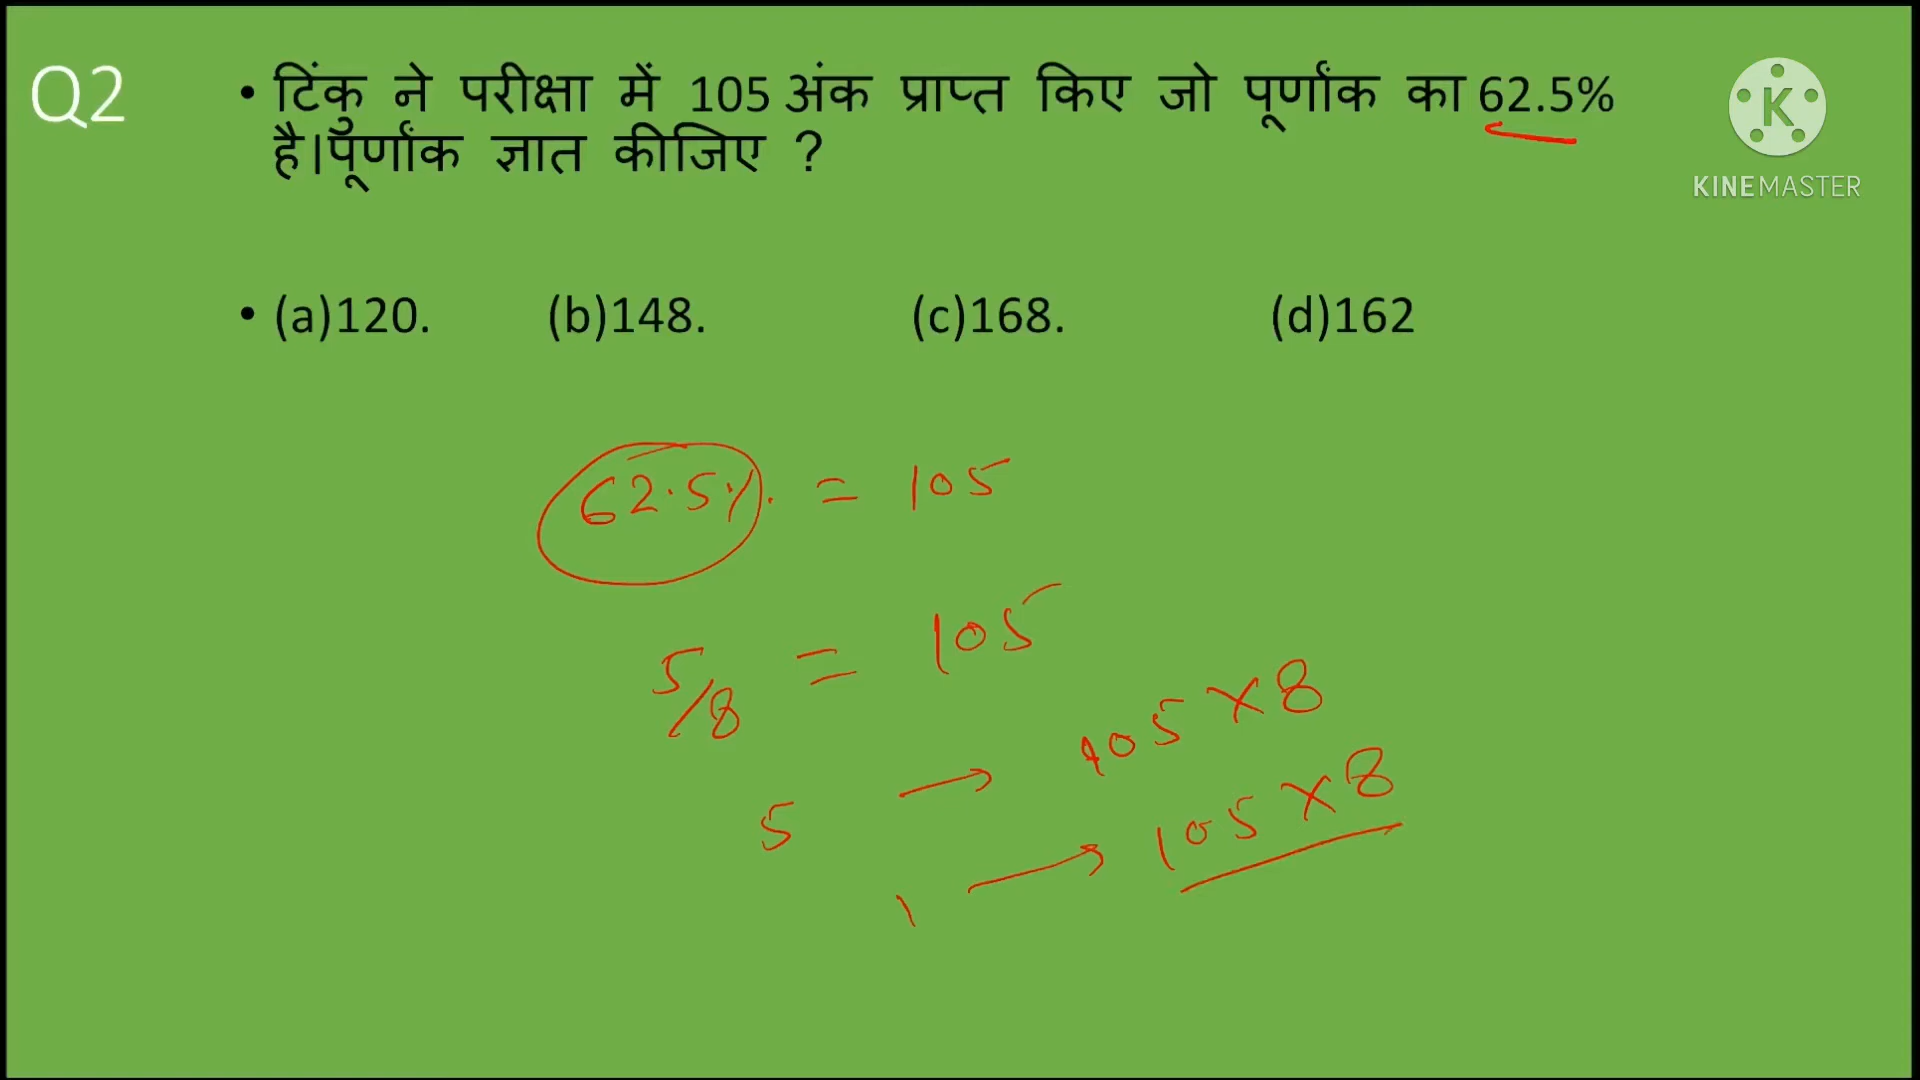 Q2
• टिंकु ने परीक्षा में 105 अंक प्राप्त किए जो पूर्णांक का 62.5%
है।पूर्णांक ज्ञात कीजिए ?
KINEMASTER
• (a)120. (b)148. (c)168. (d)162
62.5% = 105
5/8 = 105
5 → 105 × 8
1 → 105 × 8